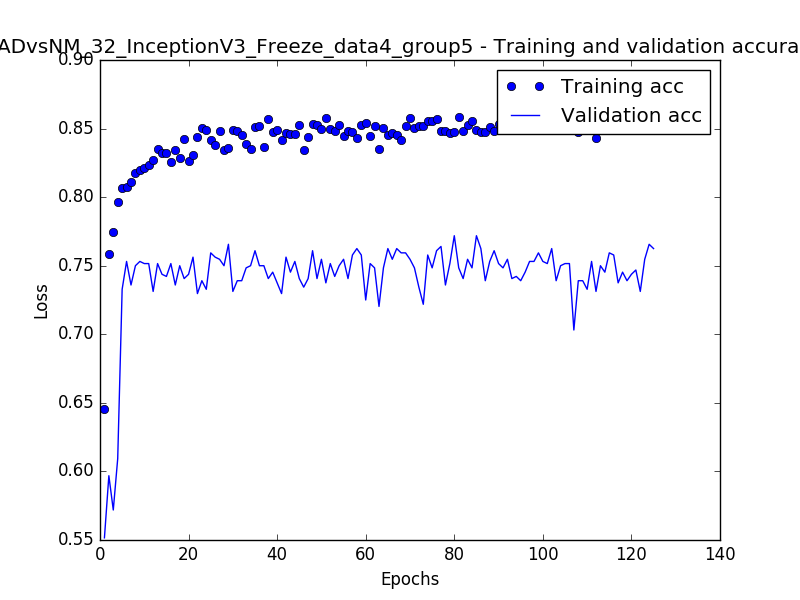 ADvsNM_32_InceptionV3_Freeze_data4_group5 - Training and validation accura
0.90
0.85
0.80
0.75
0.70
0.65
0.60
0.55
Loss
Training acc
Validation acc
0 20 40 60 80 100 120 140
Epochs